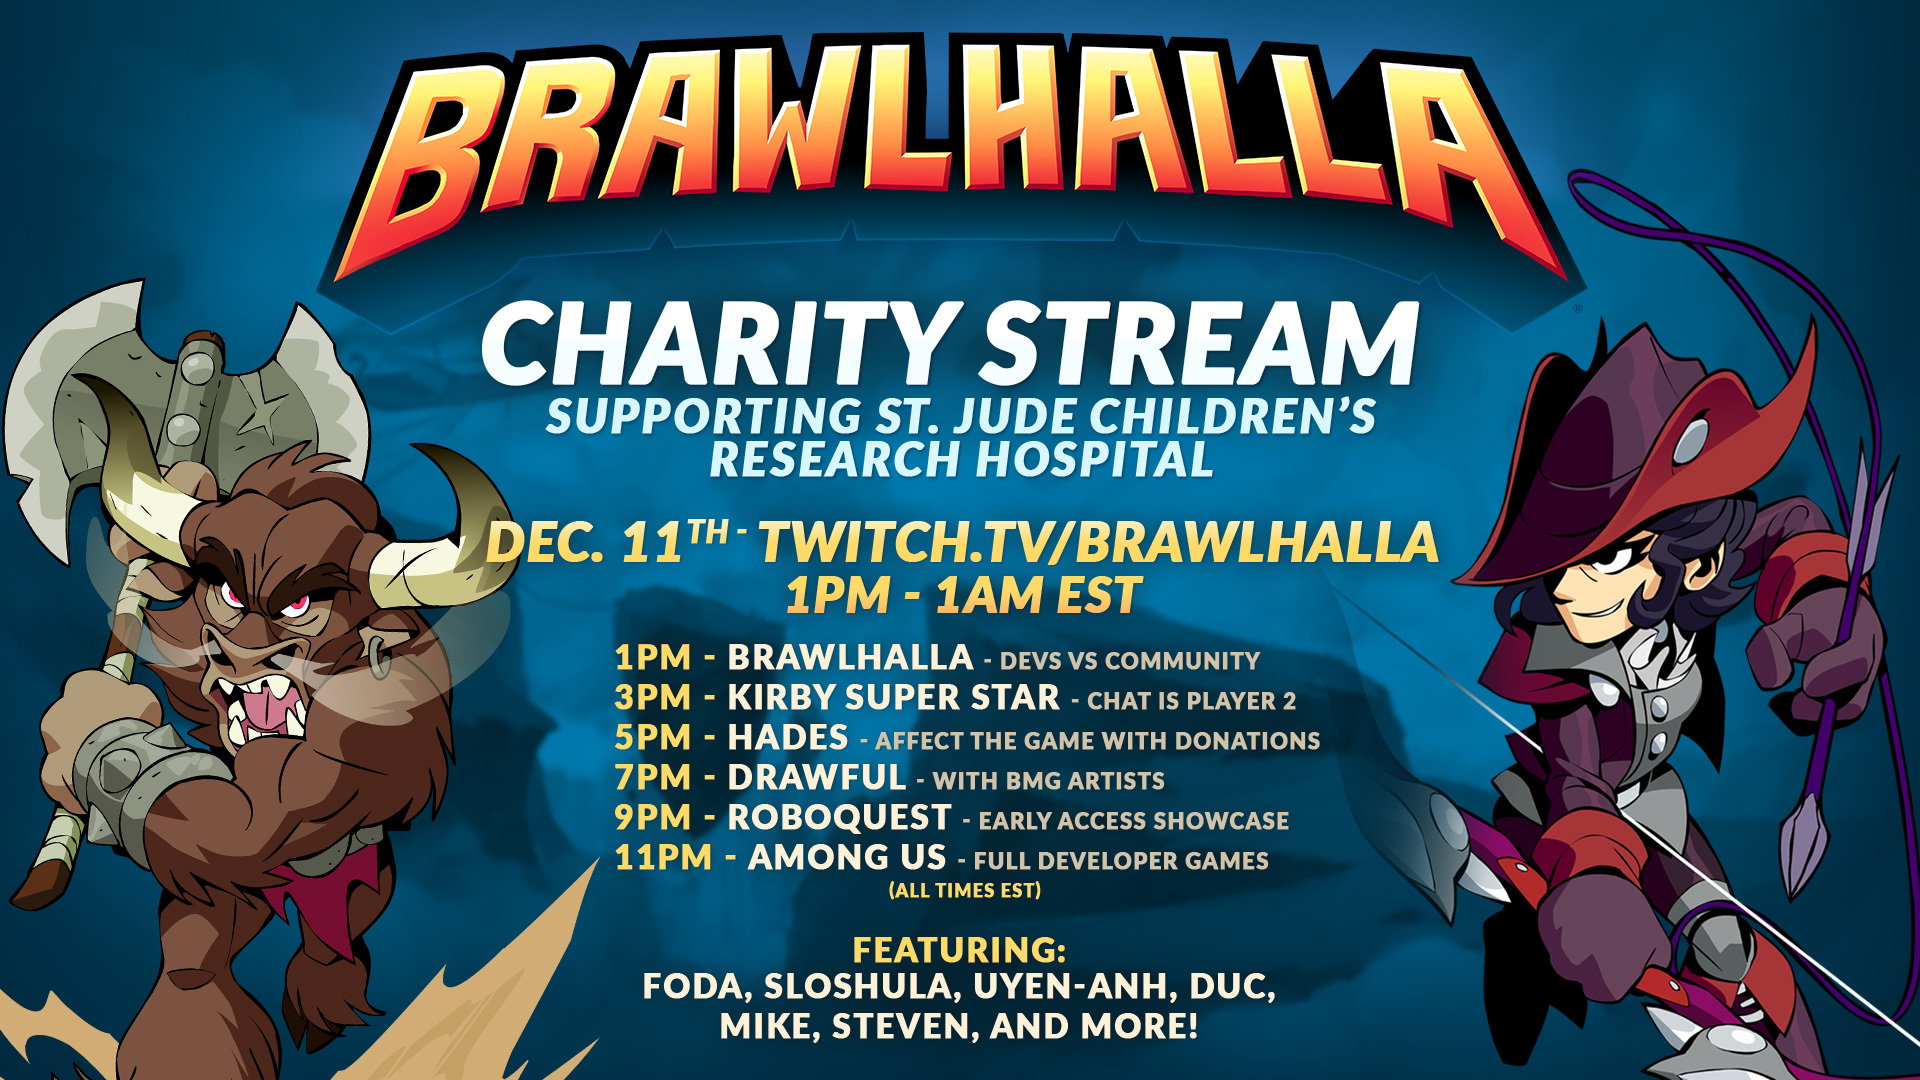 BRAWLHALLA
®
CHARITY STREAM
SUPPORTING ST. JUDE CHILDREN'S
RESEARCH HOSPITAL
DEC. 11TH - TWITCH.TV/BRAWLHALLA
1PM - 1AM EST
1PM - BRAWLHALLA - DEVS VS COMMUNITY
3PM - KIRBY SUPER STAR - CHAT IS PLAYER 2
5PM - HADES - AFFECT THE GAME WITH DONATIONS
7PM - DRAWFUL - WITH BMG ARTISTS
9PM - ROBOQUEST - EARLY ACCESS SHOWCASE
11PM - AMONG US - FULL DEVELOPER GAMES
(ALL TIMES EST)
FEATURING:
FODA, SLOSHULA, UYEN-ANH, DUC,
MIKE, STEVEN, AND MORE!